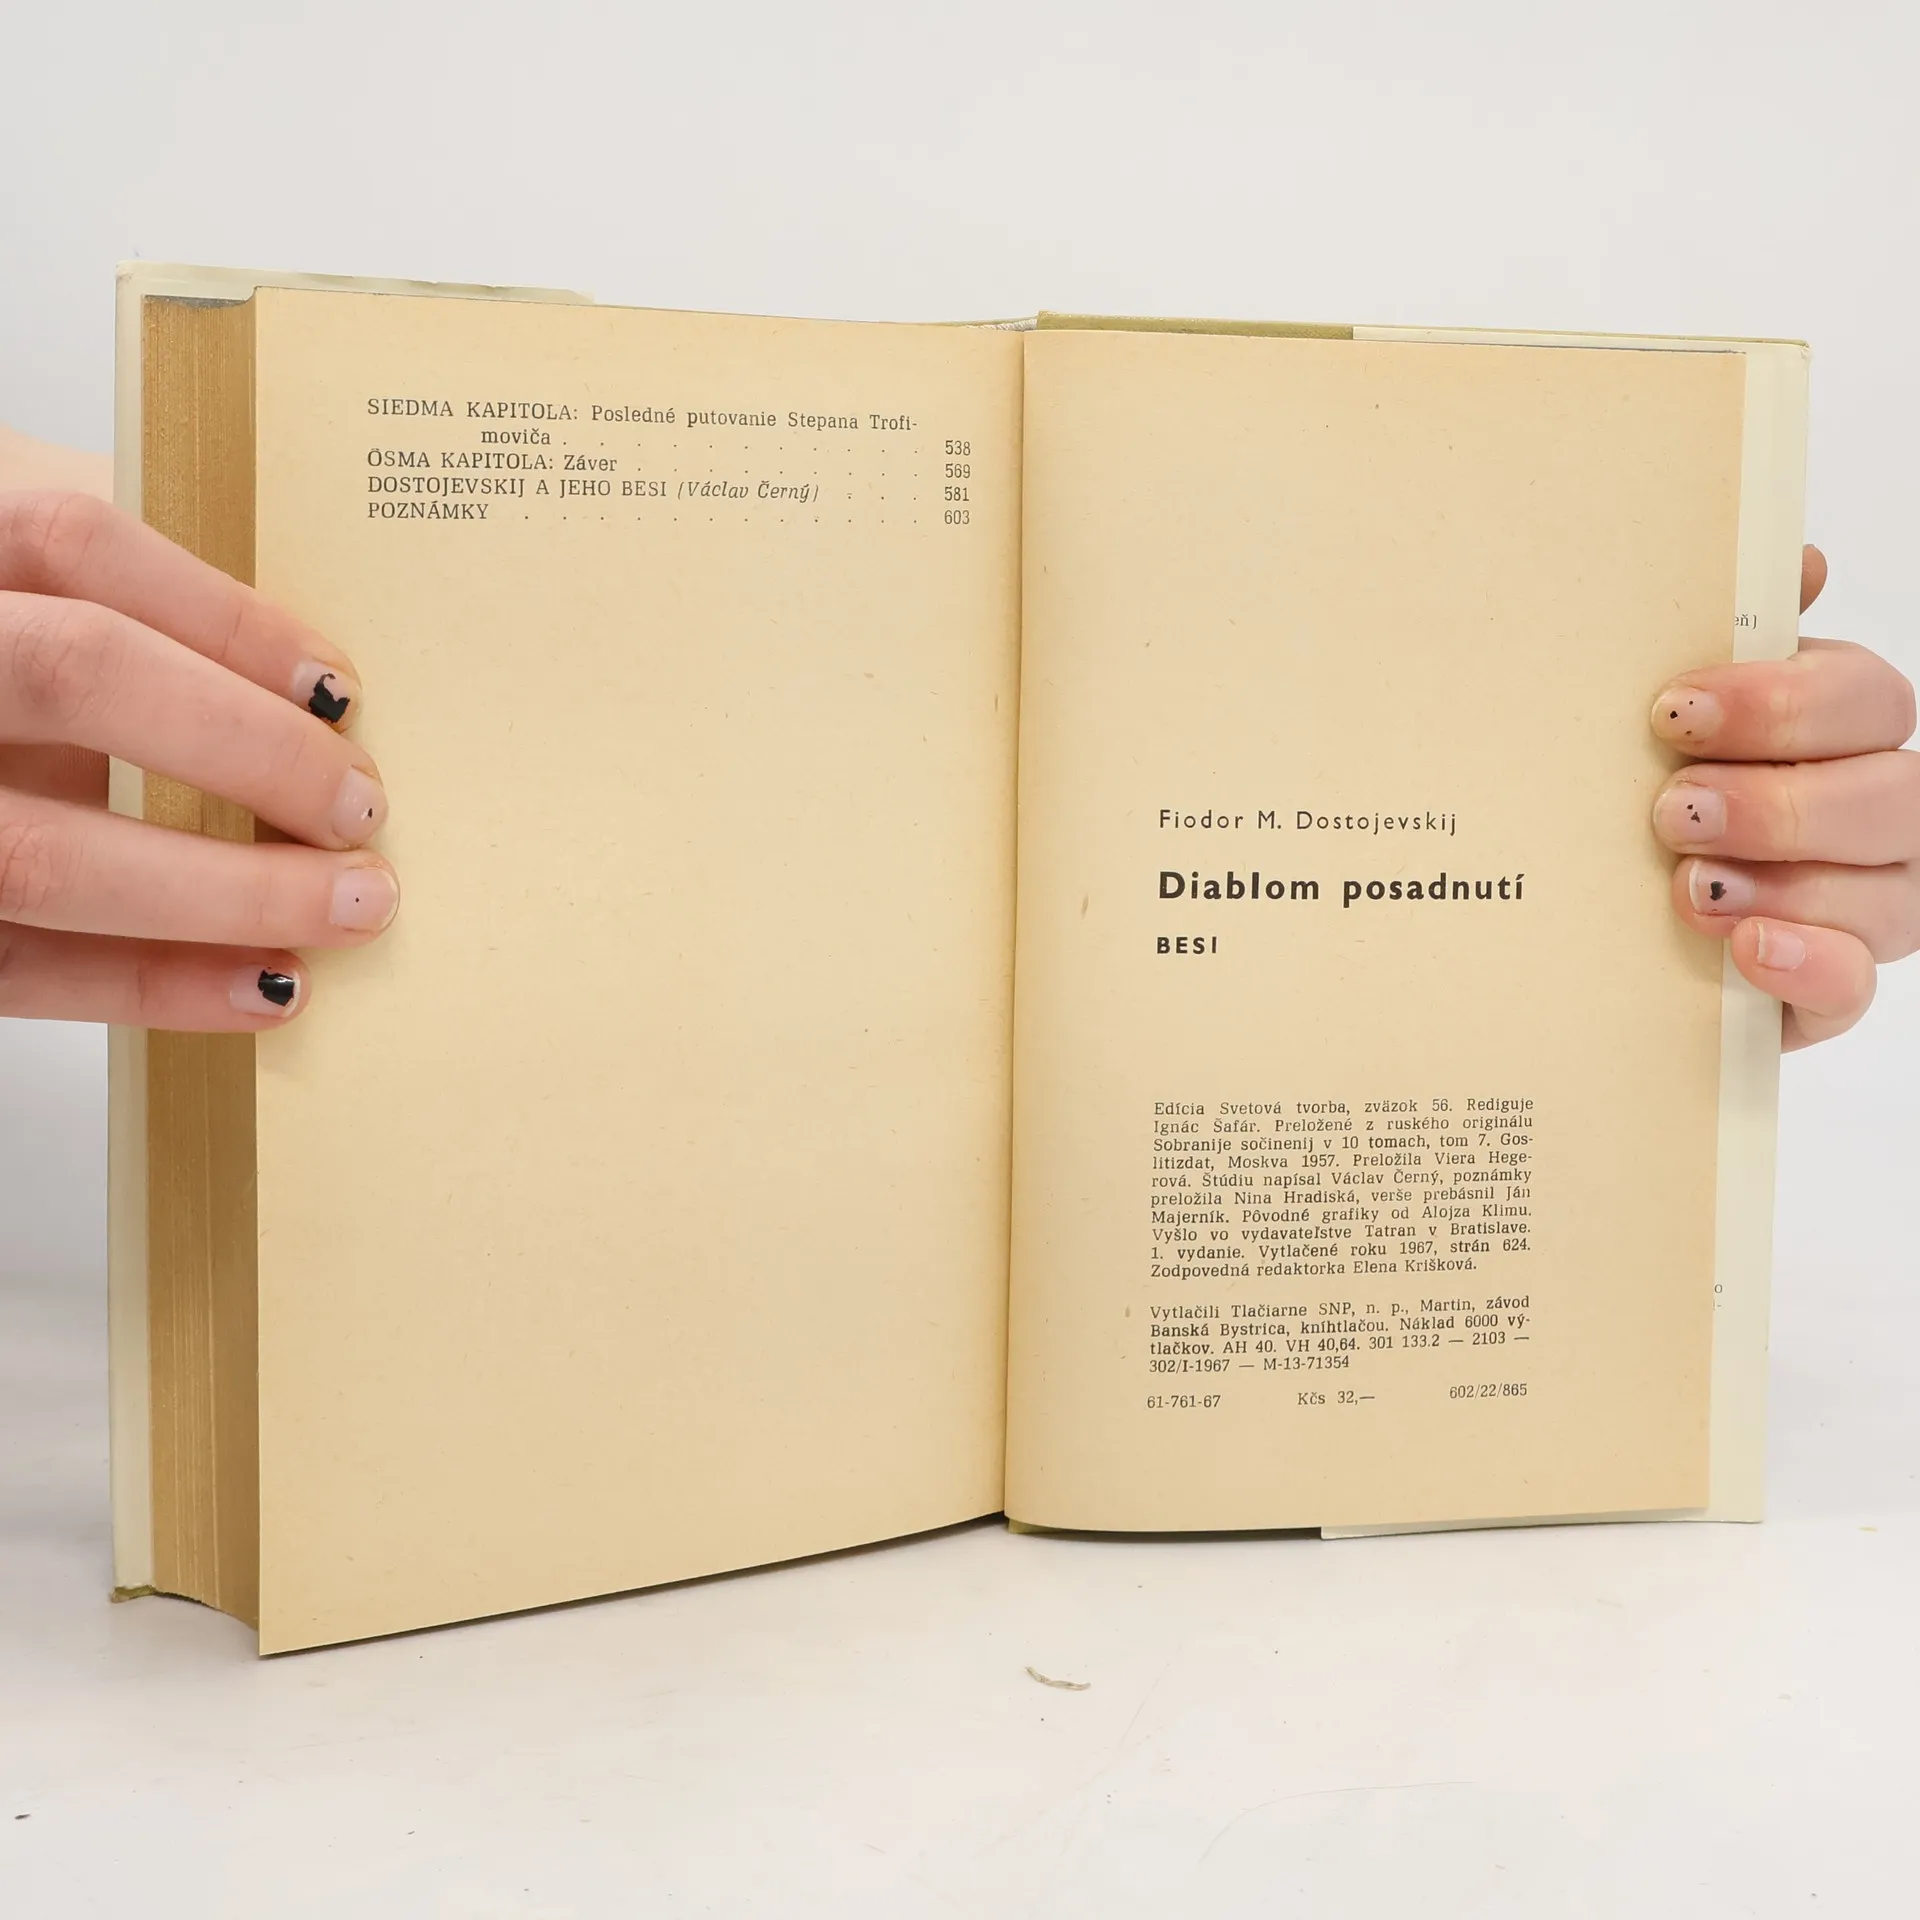 SIEDMA KAPITOLA: Posledné putovanie Stepana Trofi-
moviča . . . . . . . . . . 538
ÔSMA KAPITOLA: Záver . . . . . . . . 569
DOSTOJEVSKIJ A JEHO BESI (Václav Černý) . . . 581
POZNÁMKY . . . . . . . . . . . . 603
Fiodor M. Dostojevskij
Diablom posadnutí
BESI
Edícia Svetová tvorba, zväzok 56. Rediguje
Ignác Šafár. Preložené z ruského originálu
Sobranije sočinenij v 10 tomach, tom 7. Gos-
litizdat, Moskva 1957. Preložila Viera Hege-
rová. Štúdiu napísal Václav Černý, poznámky
preložila Nina Hradiská, verše prebásnil Ján
Majerník. Pôvodné grafiky od Alojza Klimu.
Vyšlo vo vydavateľstve Tatran v Bratislave.
1. vydanie. Vytlačené roku 1967, strán 624.
Zodpovedná redaktorka Elena Krišková.
Vytlačili Tlačiarne SNP, n. p., Martin, závod
Banská Bystrica, kníhtlačou. Náklad 6000 vý-
tlačkov. AH 40. VH 40,64. 301 133.2 — 2103 —
302/I-1967 — M-13-71354
61-761-67 Kčs 32,— 602/22/865